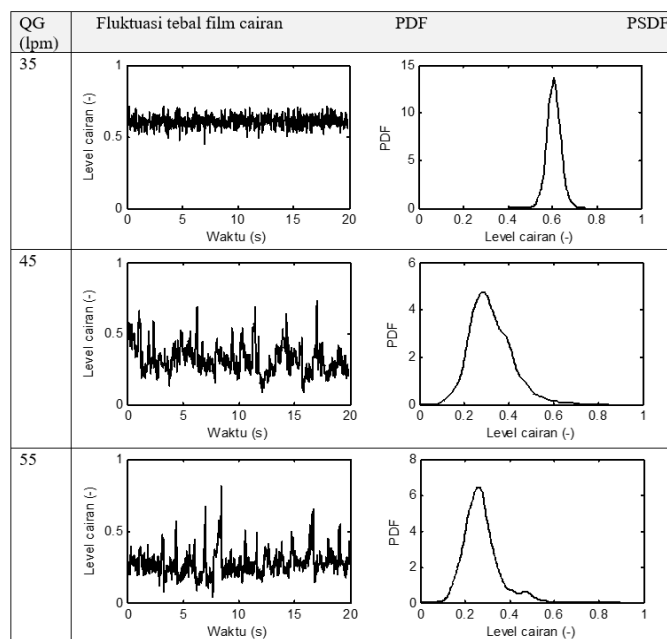 QG (lpm) Fluktuasi tebal film cairan PDF PSDF
35
1
0.5
0
Level cairan (-)
0 5 10 15 20
Waktu (s)
15
10
5
0
PDF
0 0.2 0.4 0.6 0.8 1
Level cairan (-)
45
1
0.5
0
Level cairan (-)
0 5 10 15 20
Waktu (s)
6
4
2
0
PDF
0 0.2 0.4 0.6 0.8 1
Level cairan (-)
55
1
0.5
0
Level cairan (-)
0 5 10 15 20
Waktu (s)
8
6
4
2
0
PDF
0 0.2 0.4 0.6 0.8 1
Level cairan (-)